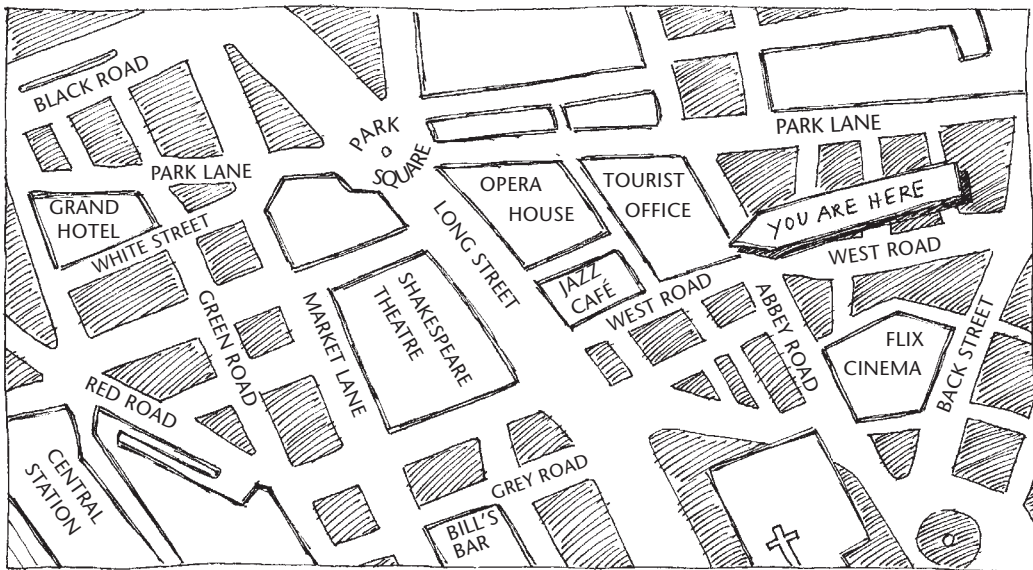 BLACK ROAD
PARK
SQUARE
PARK LANE
PARK LANE
GRAND
HOTEL
WHITE STREET
OPERA
HOUSE
TOURIST
OFFICE
YOU ARE HERE
WEST ROAD
LONG STREET
JAZZ
CAFÉ
WEST ROAD
SHAKESPEARE
THEATRE
GREEN ROAD
MARKET LANE
ABBEY ROAD
FLIX
CINEMA
BACK STREET
RED ROAD
CENTRAL
STATION
GREY ROAD
BILL'S
BAR